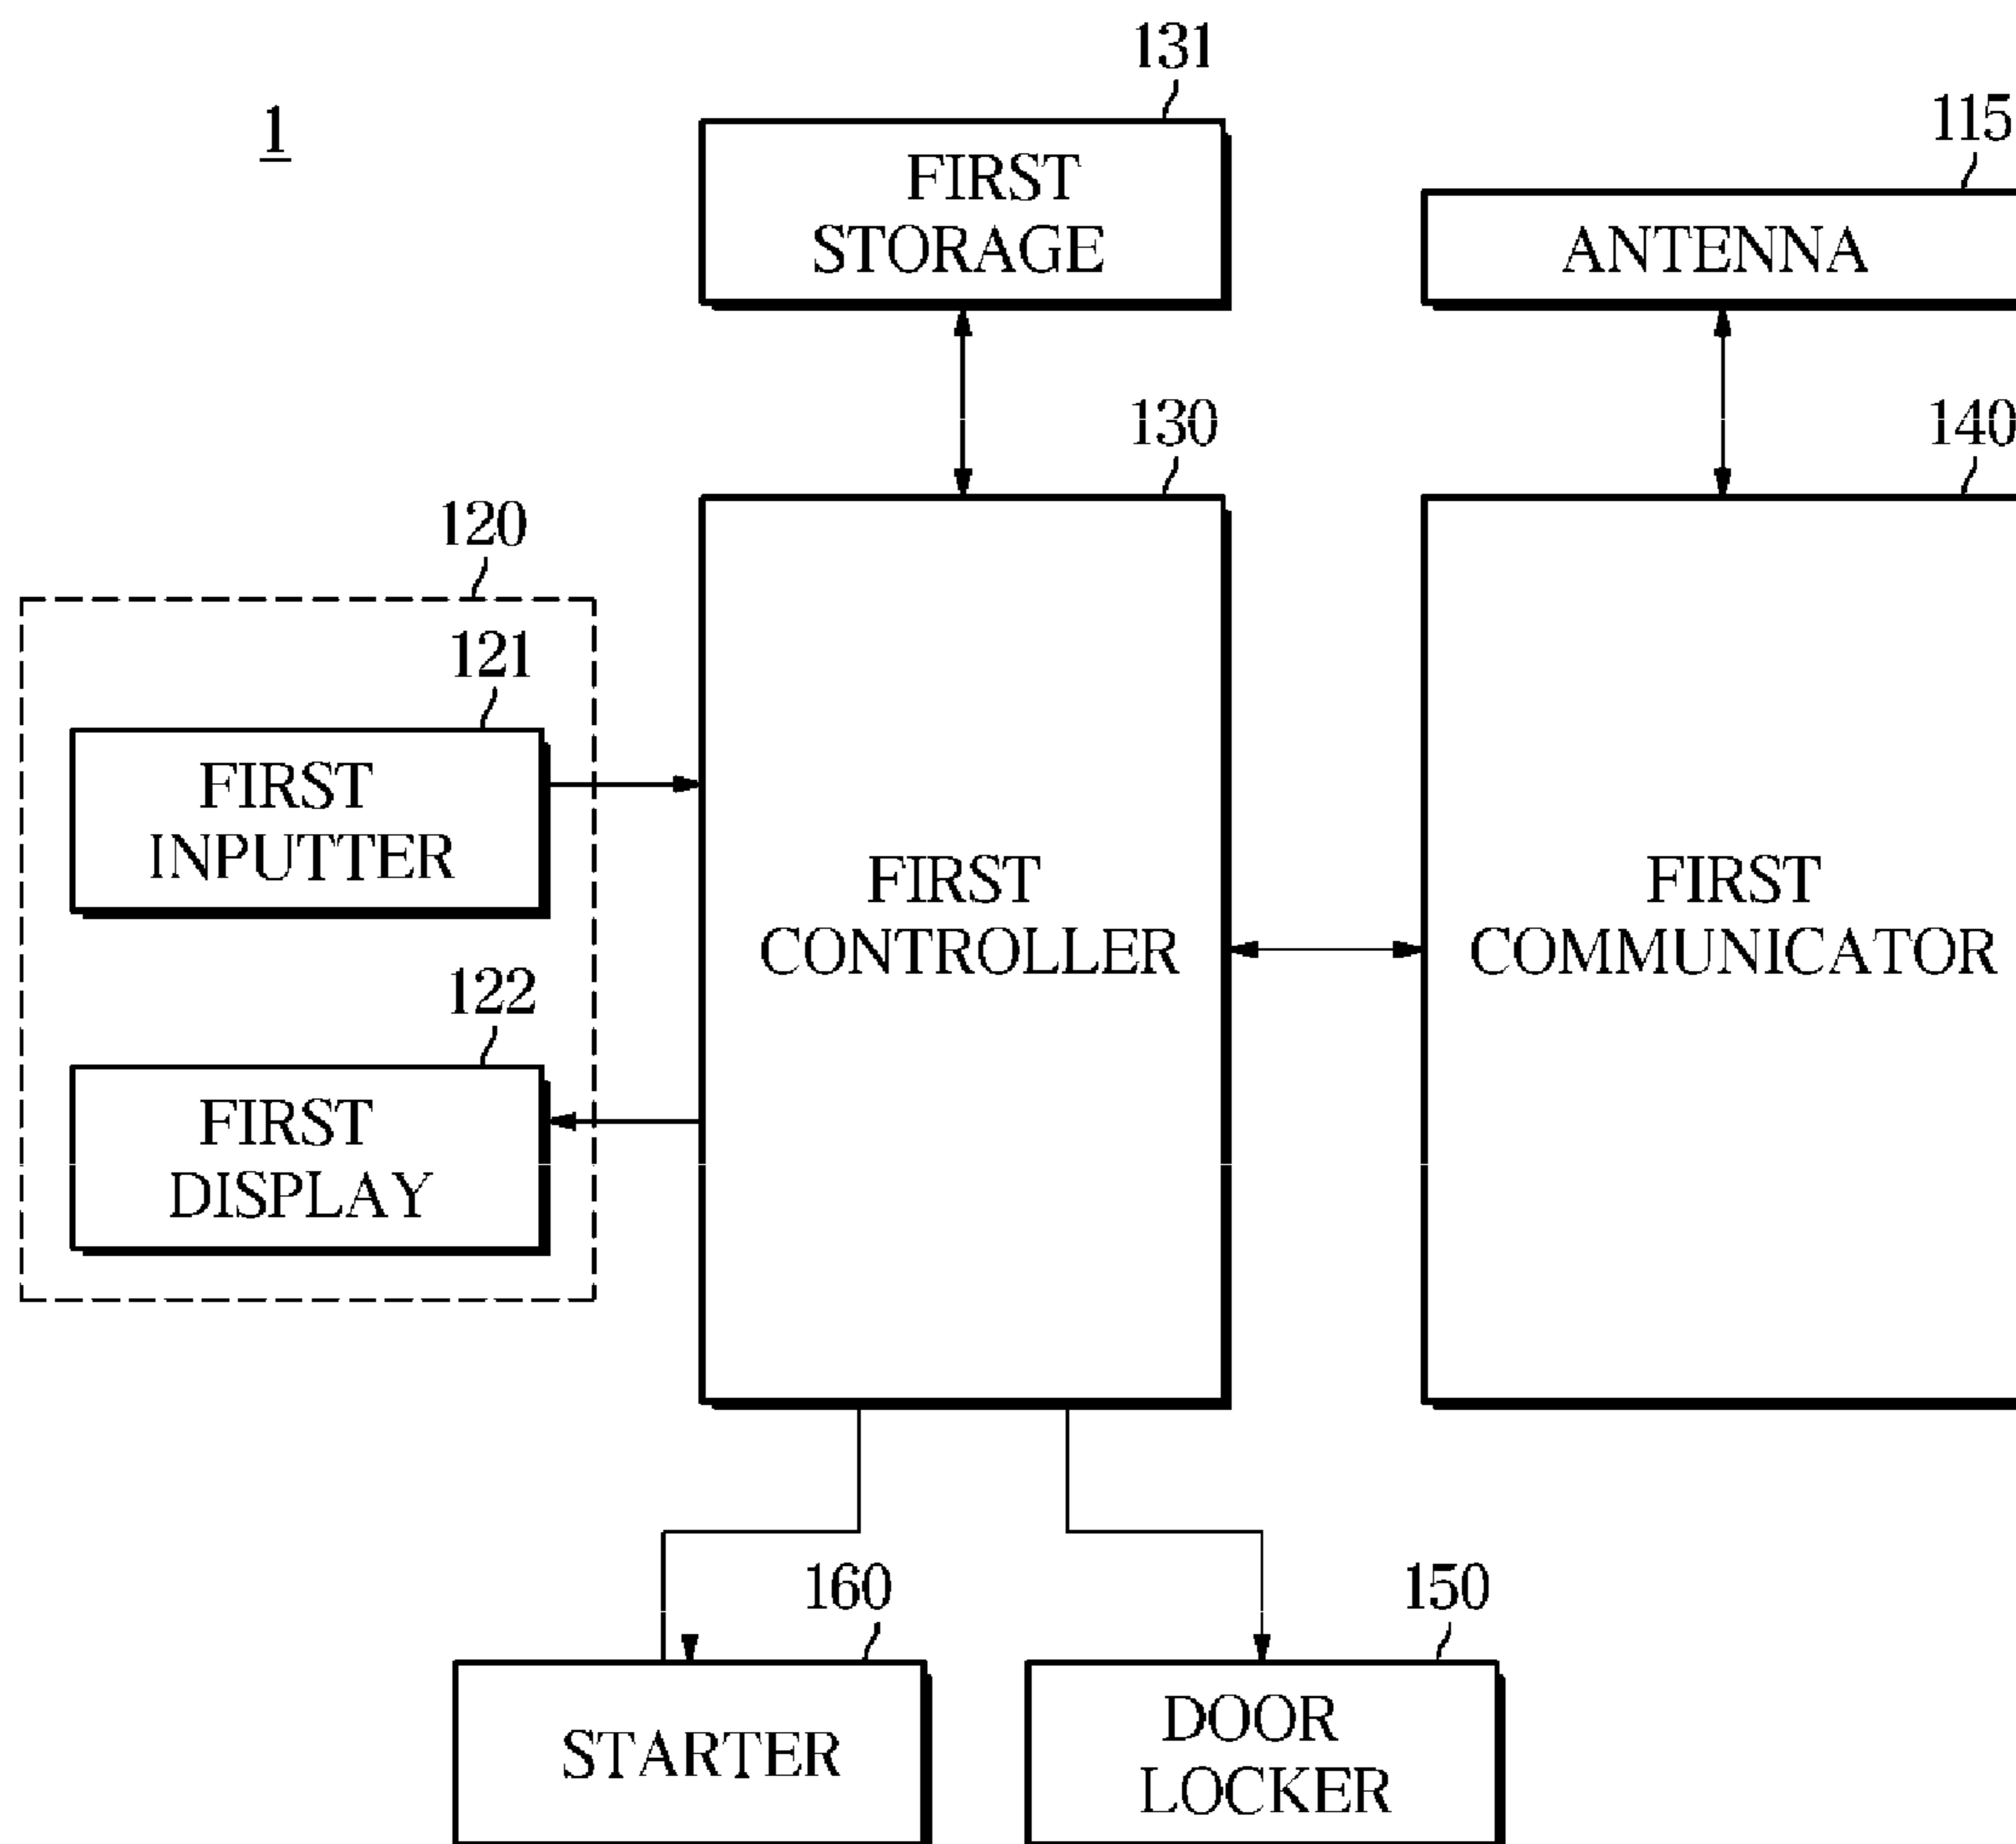 131
1
115
FIRST
STORAGE
ANTENNA
130
140
120
121
FIRST
INPUTTER
FIRST
CONTROLLER
FIRST
COMMUNICATOR
122
FIRST
DISPLAY
160
150
STARTER
DOOR
LOCKER